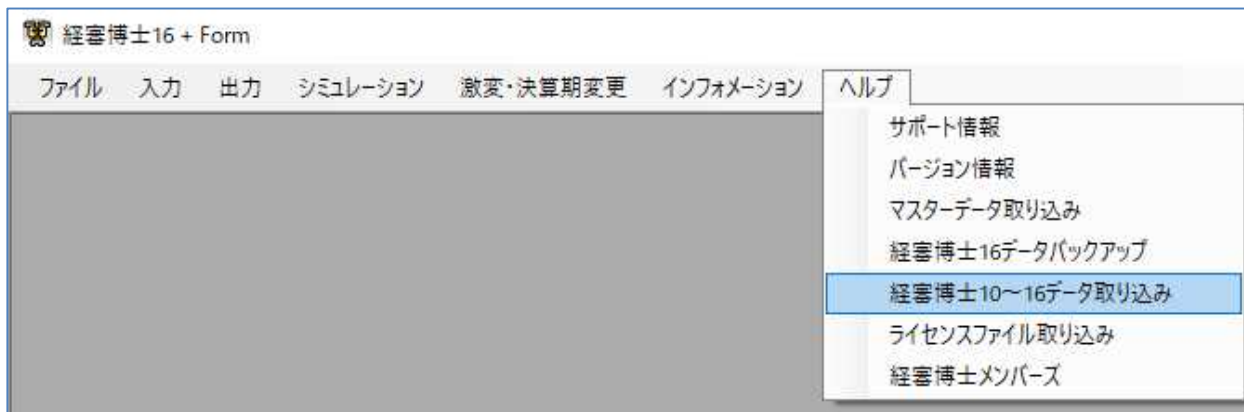 経審博士16 + Form
ファイル 入力 出力 シミュレーション 激変・決算期変更 インフォメーション ヘルプ
サポート情報
バージョン情報
マスターデータ取り込み
経審博士16データバックアップ
経審博士10～16データ取り込み
ライセンスファイル取り込み
経審博士メンバーズ